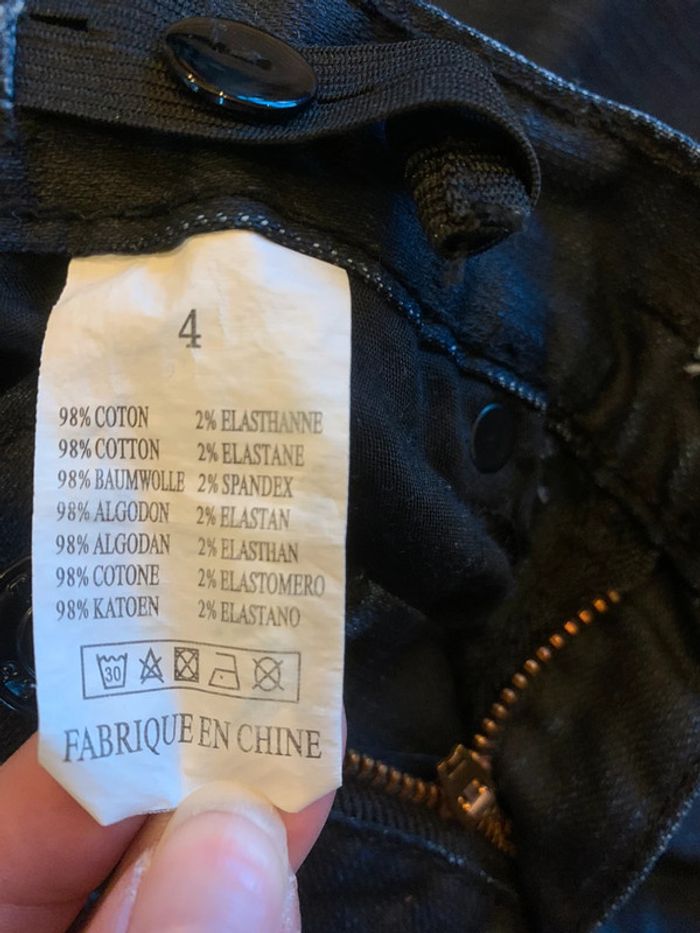 4
98% COTON 2% ELASTHANNE
98% COTTON 2% ELASTANE
98% BAUMWOLLE 2% SPANDEX
98% ALGODON 2% ELASTAN
98% ALGODAN 2% ELASTHAN
98% COTONE 2% ELASTOMERO
98% KATOEN 2% ELASTANO
30
FABRIQUE EN CHINE